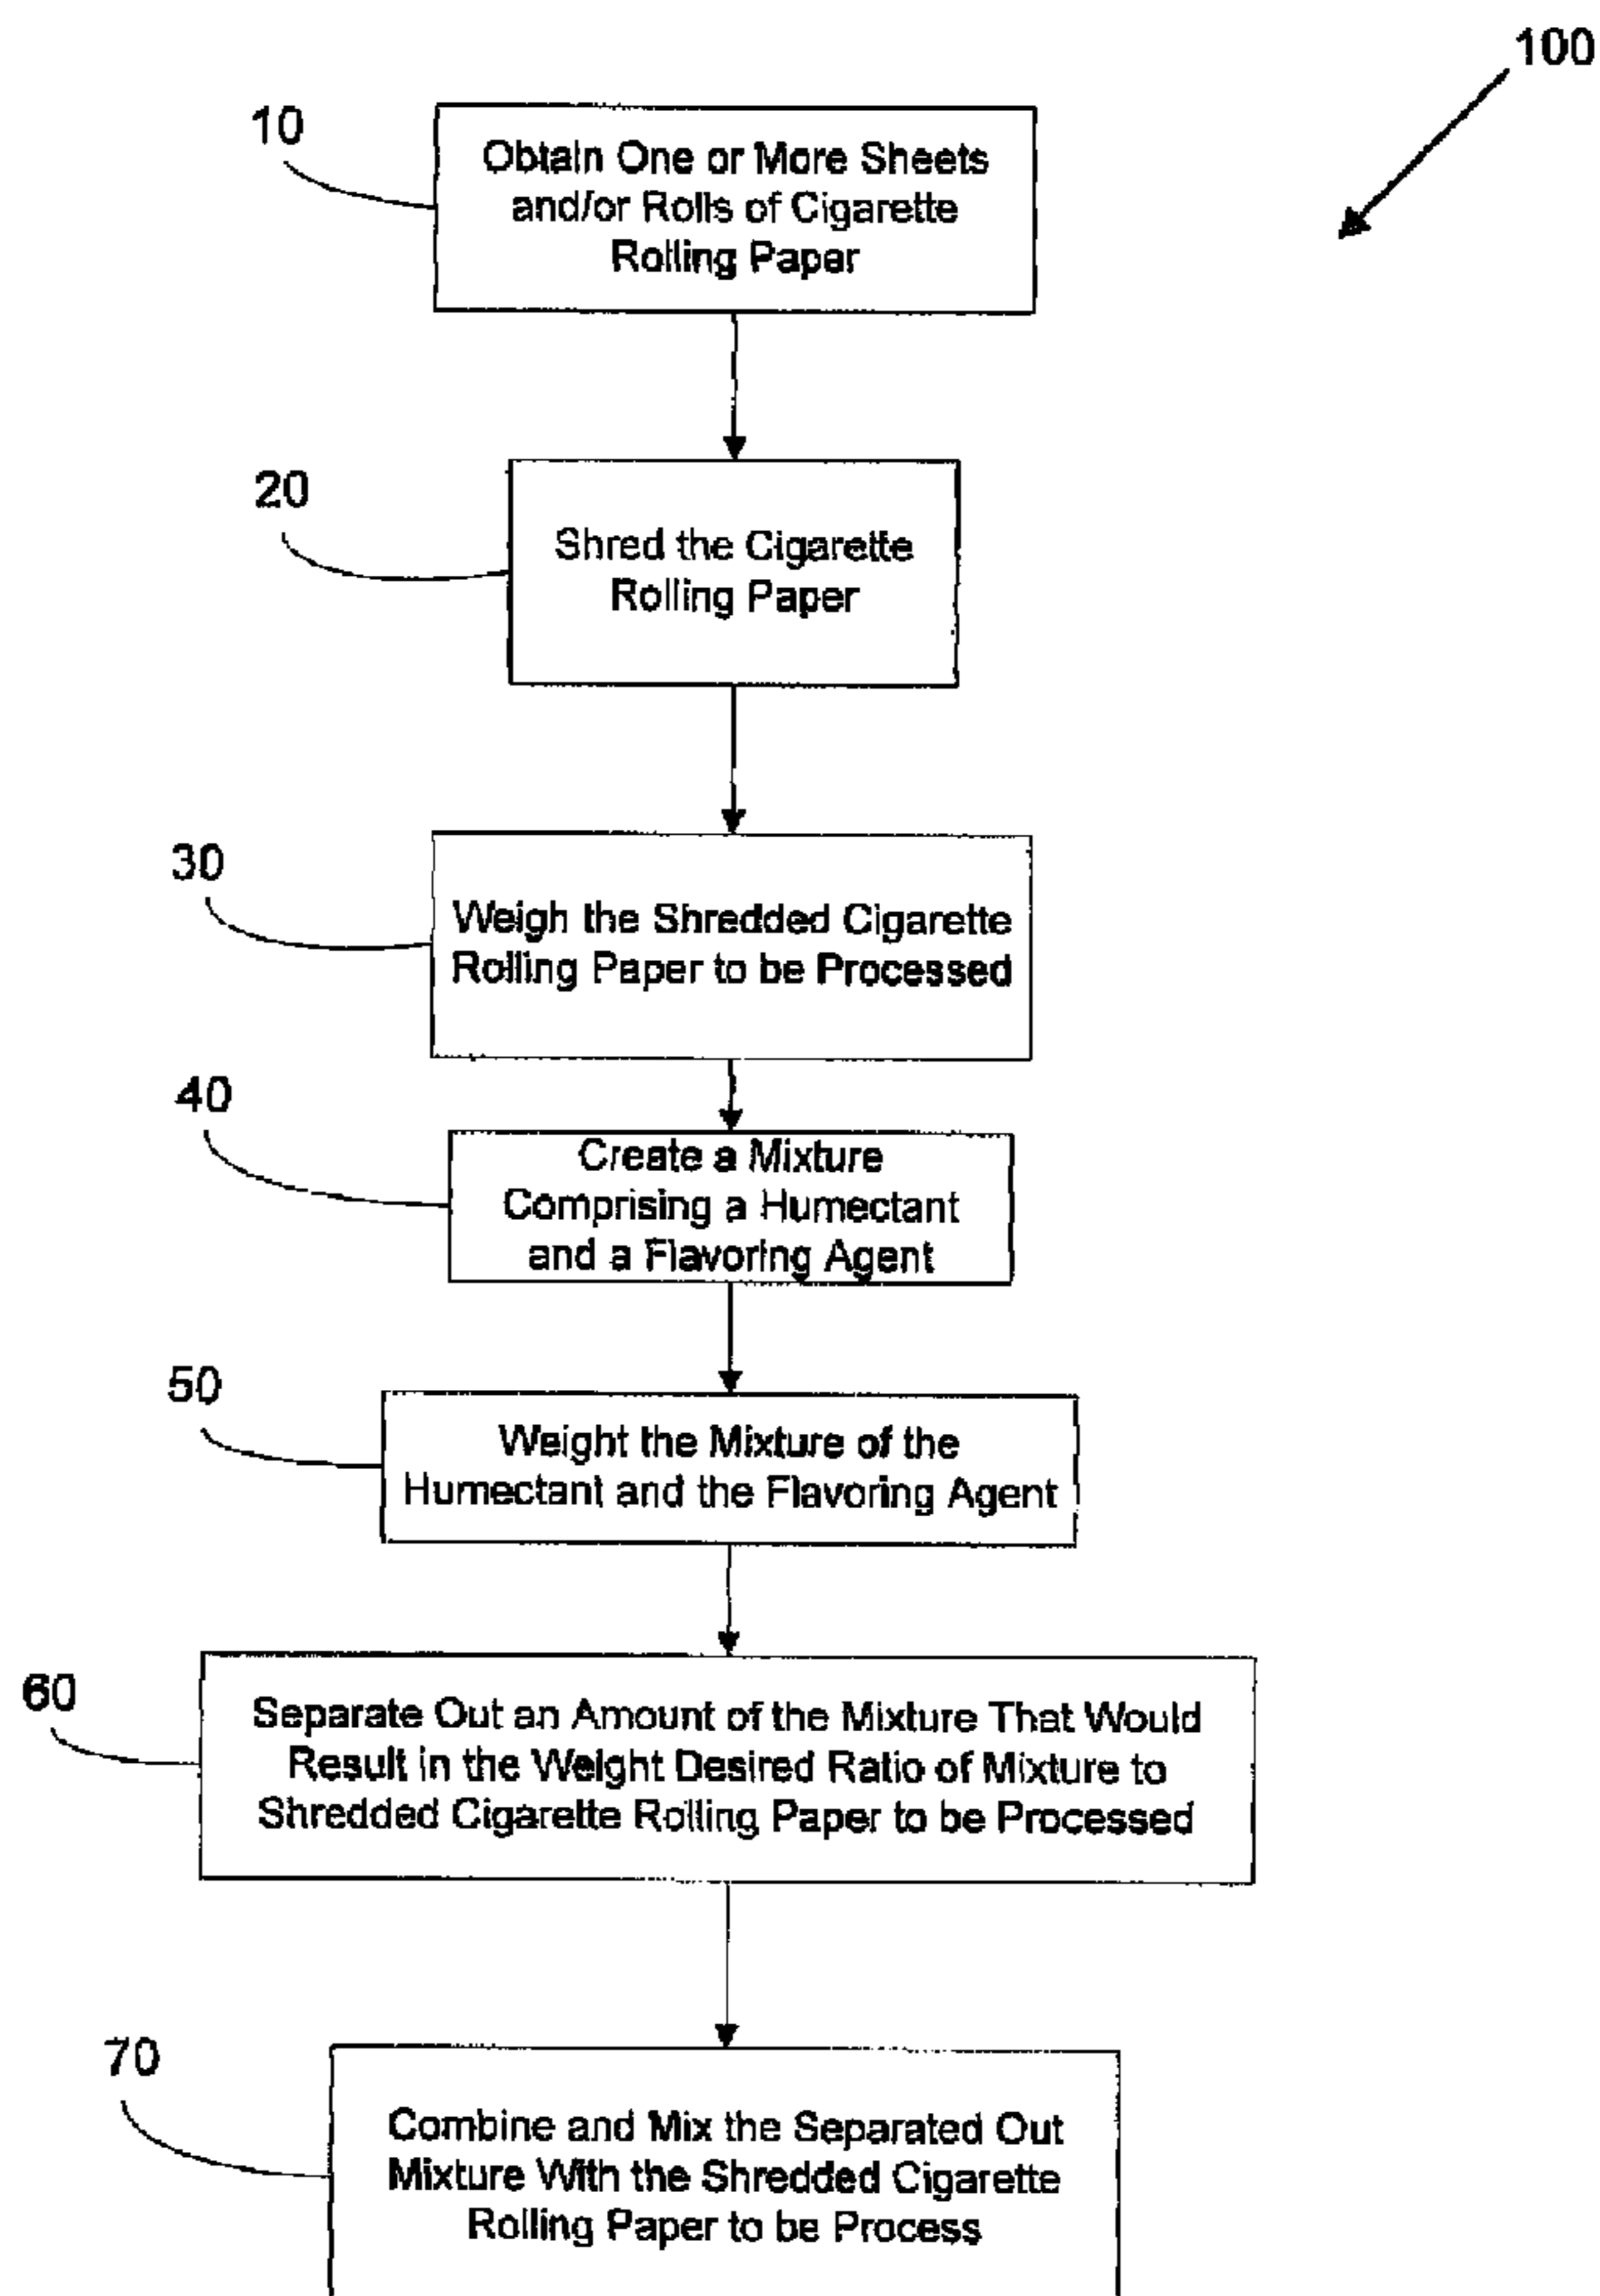 100
10
Obtain One or More Sheets
and/or Rolls of Cigarette
Rolling Paper
20
Shred the Cigarette
Rolling Paper
30
Weigh the Shredded Cigarette
Rolling Paper to be Processed
40
Create a Mixture
Comprising a Humectant
and a Flavoring Agent
50
Weight the Mixture of the
Humectant and the Flavoring Agent
60
Separate Out an Amount of the Mixture That Would
Result in the Weight Desired Ratio of Mixture to
Shredded Cigarette Rolling Paper to be Processed
70
Combine and Mix the Separated Out
Mixture With the Shredded Cigarette
Rolling Paper to be Process